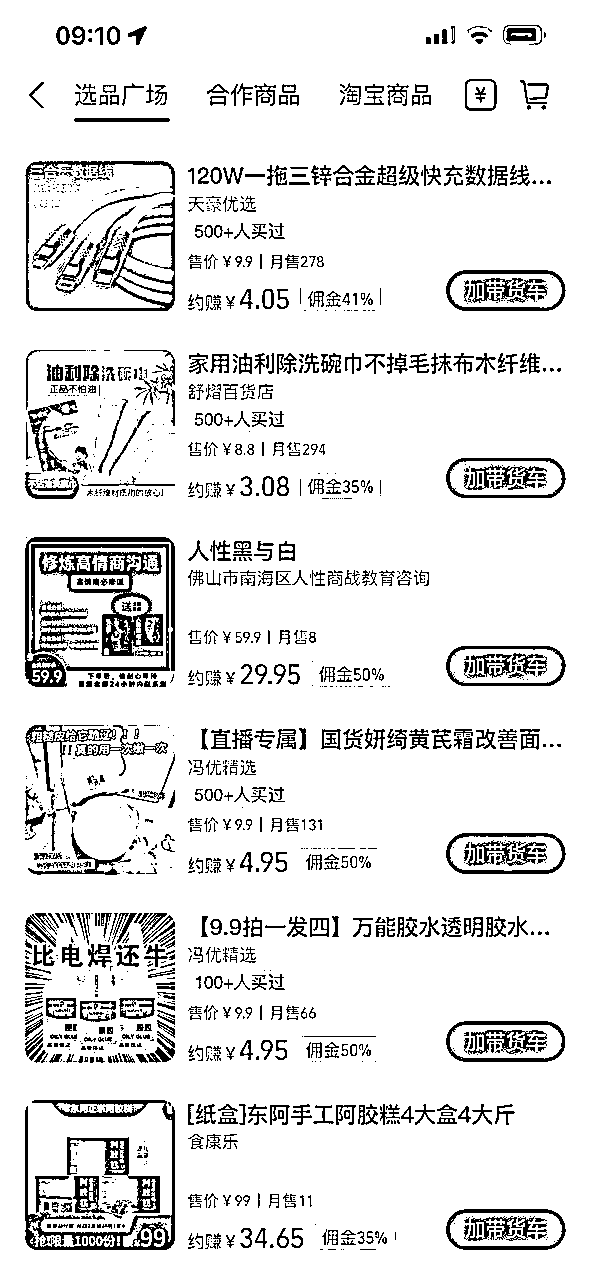 09:10
选品广场 合作商品 淘宝商品 ¥
三合一数据线
120W一拖三锌合金超级快充数据线...
天豪优选
500+人买过
售价¥9.9 | 月售278
约赚¥4.05 佣金41%
加带货车
油利除洗碗巾
正品不怕油
家用油利除洗碗巾不掉毛抹布木纤维...
舒熠百货店
500+人买过
售价¥8.8 | 月售294
约赚¥3.08 佣金35%
加带货车
修炼高情商沟通
59.9
人性黑与白
佛山市南海区人性商战教育咨询
售价¥59.9 | 月售8
约赚¥29.95 佣金50%
加带货车
真的用一次嫩一次
【直播专属】国货妍绮黄芪霜改善面...
冯优精选
500+人买过
售价¥9.9 | 月售131
约赚¥4.95 佣金50%
加带货车
比电焊还牛
【9.9拍一发四】万能胶水透明胶水...
冯优精选
100+人买过
售价¥9.9 | 月售66
约赚¥4.95 佣金50%
加带货车
抢!限量1000份!
99
[纸盒]东阿手工阿胶糕4大盒4大斤
食康乐
售价¥99 | 月售11
约赚¥34.65 佣金35%
加带货车